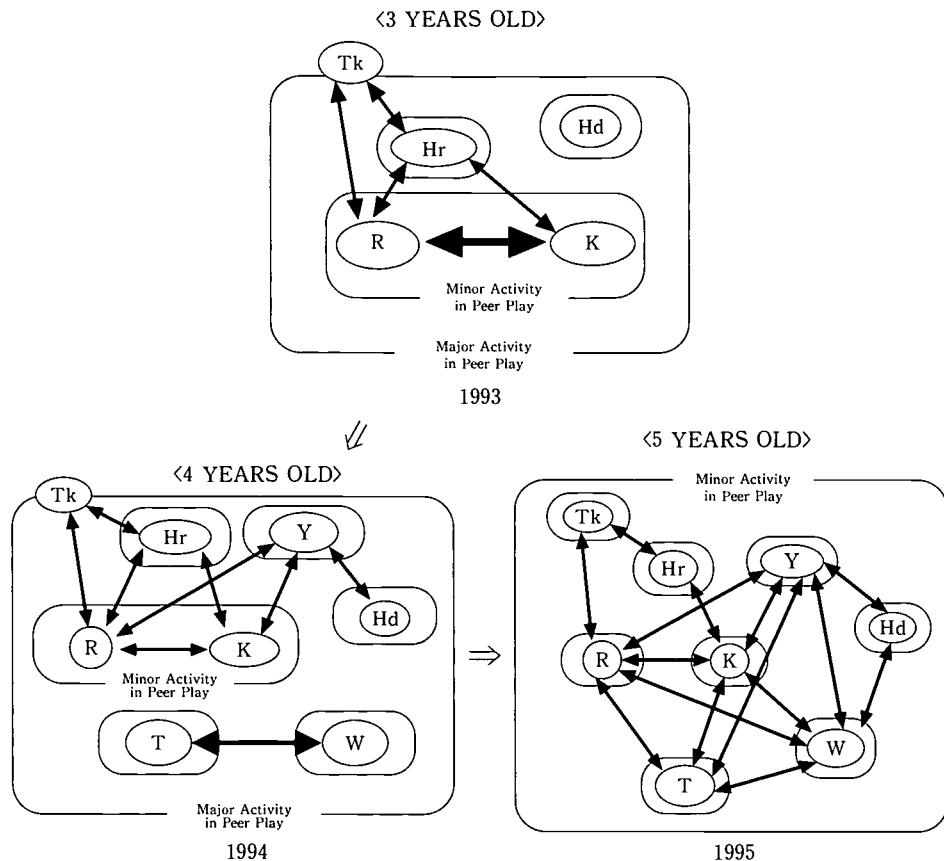 〈3 YEARS OLD〉
Tk
Hd
Hr
R
K
Minor Activity
in Peer Play
Major Activity
in Peer Play
1993
〈4 YEARS OLD〉
Tk
Hr
Y
Hd
R
K
Minor Activity
in Peer Play
T
W
Major Activity
in Peer Play
1994
〈5 YEARS OLD〉
Minor Activity
in Peer Play
Tk
Hr
Y
Hd
R
K
W
T
1995